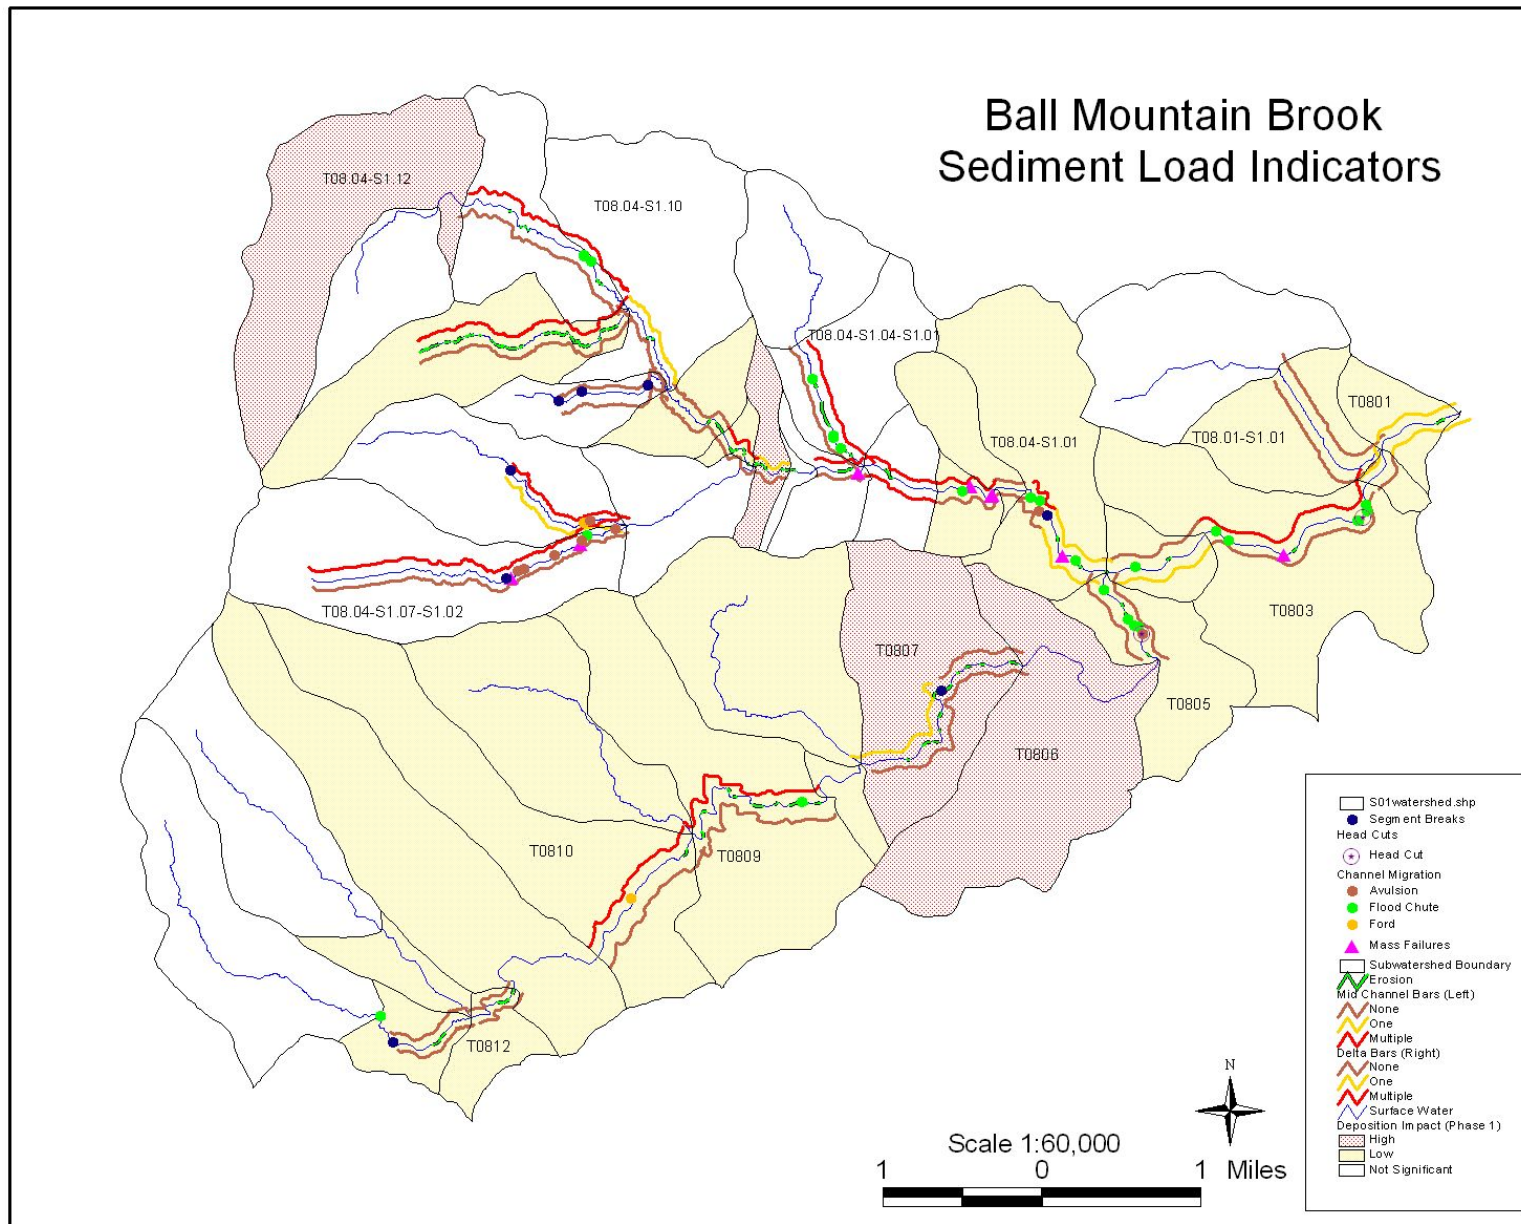 Ball Mountain Brook
Sediment Load Indicators
T08.04-S1.12
T08.04-S1.10
T08.04-S1.04-S1.01
T0801
T08.04-S1.01
T08.01-S1.01
T08.04-S1.07-S1.02
T0803
T0807
T0805
T0806
T0810
T0809
T0812
S01watershed.shp
Segment Breaks
Head Cuts
Head Cut
Channel Migration
Avulsion
Flood Chute
Ford
Mass Failures
Subwatershed Boundary
Erosion
Mid Channel Bars (Left)
None
One
Multiple
Delta Bars (Right)
None
One
Multiple
Surface Water
Deposition Impact (Phase 1)
High
Low
Not Significant
N
Scale 1:60,000
1 0 1 Miles